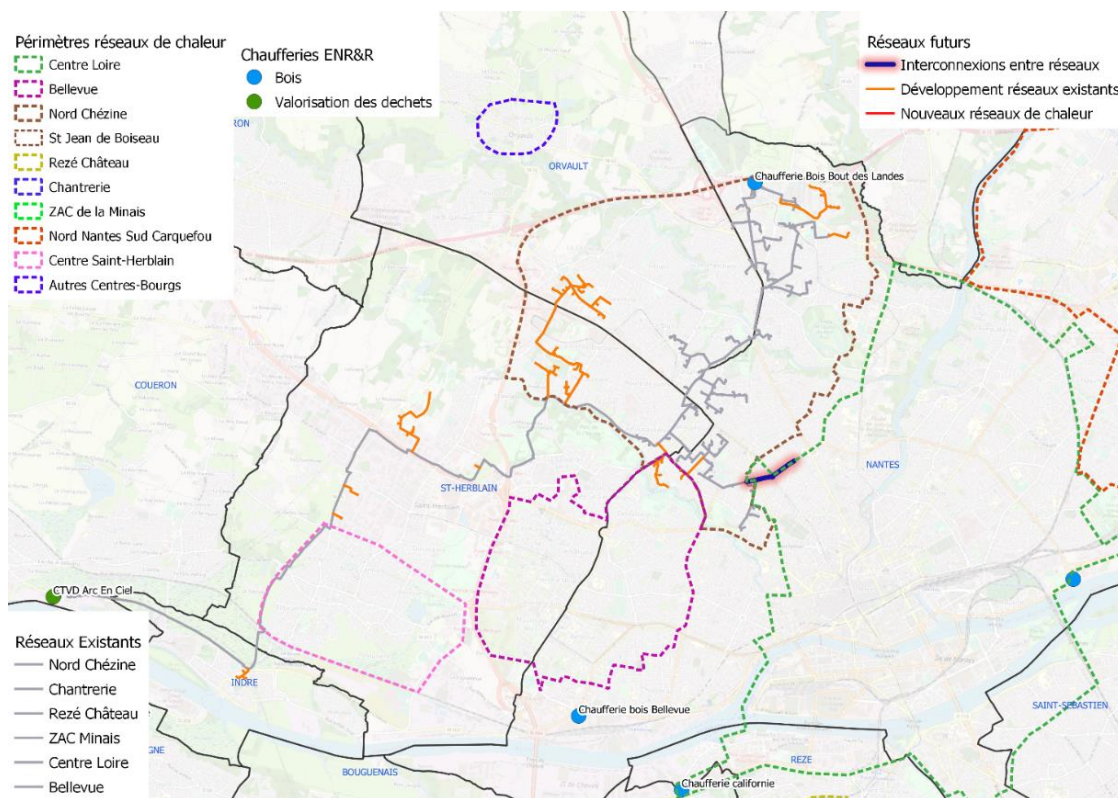 Périmètres réseaux de chaleur
Centre Loire
Bellevue
Nord Chézine
St Jean de Boiseau
Rezé Château
Chantrerie
ZAC de la Minais
Nord Nantes Sud Carquefou
Centre Saint-Herblain
Autres Centres-Bourgs
Chaufferies ENR&R
Bois
Valorisation des dechets
Réseaux futurs
Interconnexions entre réseaux
Développement réseaux existants
Nouveaux réseaux de chaleur
ORVAULT
Chaufferie Bois Bout des Landes
COUERON
NANTES
ST-HERBLAIN
CTVD Arc En Ciel
INDRE
Chaufferie bois Bellevue
SAINT-SEBASTIEN
REZE
BOUGUENAIS
Chaufferie californie
Réseaux Existants
Nord Chézine
Chantrerie
Rezé Château
ZAC Minais
Centre Loire
Bellevue